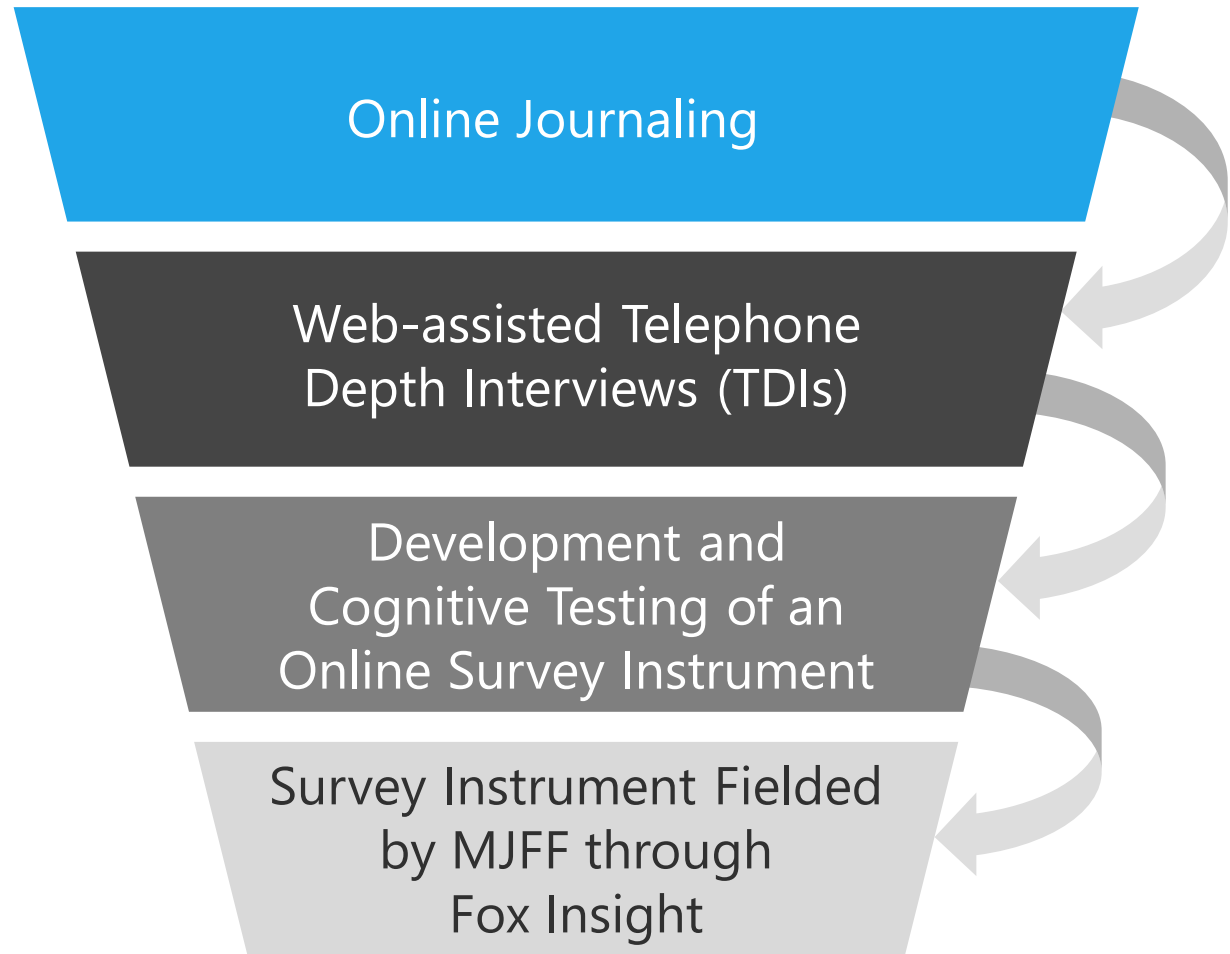 Online Journaling
Web-assisted Telephone
Depth Interviews (TDIs)
Development and
Cognitive Testing of an
Online Survey Instrument
Survey Instrument Fielded
by MJFF through
Fox Insight